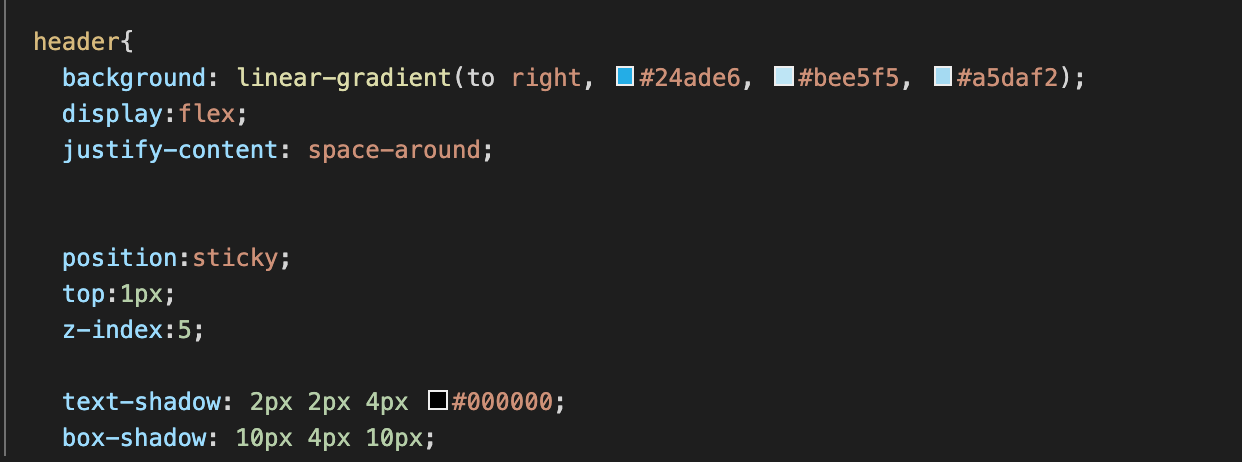 header{
background: linear-gradient(to right, #24ade6, #bee5f5, #a5daf2);
display:flex;
justify-content: space-around;
position:sticky;
top:1px;
z-index:5;
text-shadow: 2px 2px 4px #000000;
box-shadow: 10px 4px 10px;